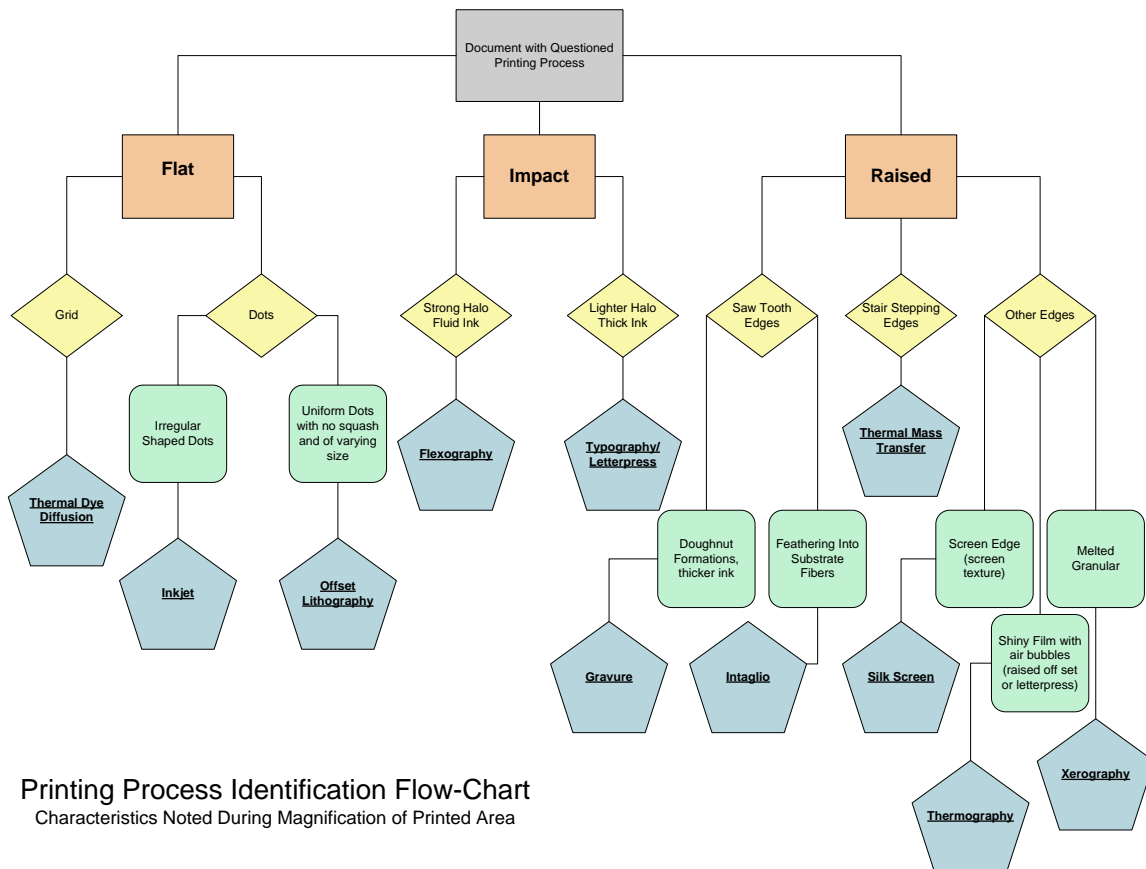 Document with Questioned
Printing Process
Flat
Impact
Raised
Grid
Dots
Strong Halo
Fluid Ink
Lighter Halo
Thick Ink
Saw Tooth
Edges
Stair Stepping
Edges
Other Edges
Irregular
Shaped Dots
Uniform Dots
with no squash
and of varying
size
Flexography
Typography/
Letterpress
Thermal Mass
Transfer
Thermal Dye
Diffusion
Inkjet
Offset
Lithography
Doughnut
Formations,
thicker ink
Feathering Into
Substrate
Fibers
Screen Edge
(screen
texture)
Melted
Granular
Shiny Film with
air bubbles
(raised off set
or letterpress)
Gravure
Intaglio
Silk Screen
Xerography
Thermography
Printing Process Identification Flow-Chart
Characteristics Noted During Magnification of Printed Area